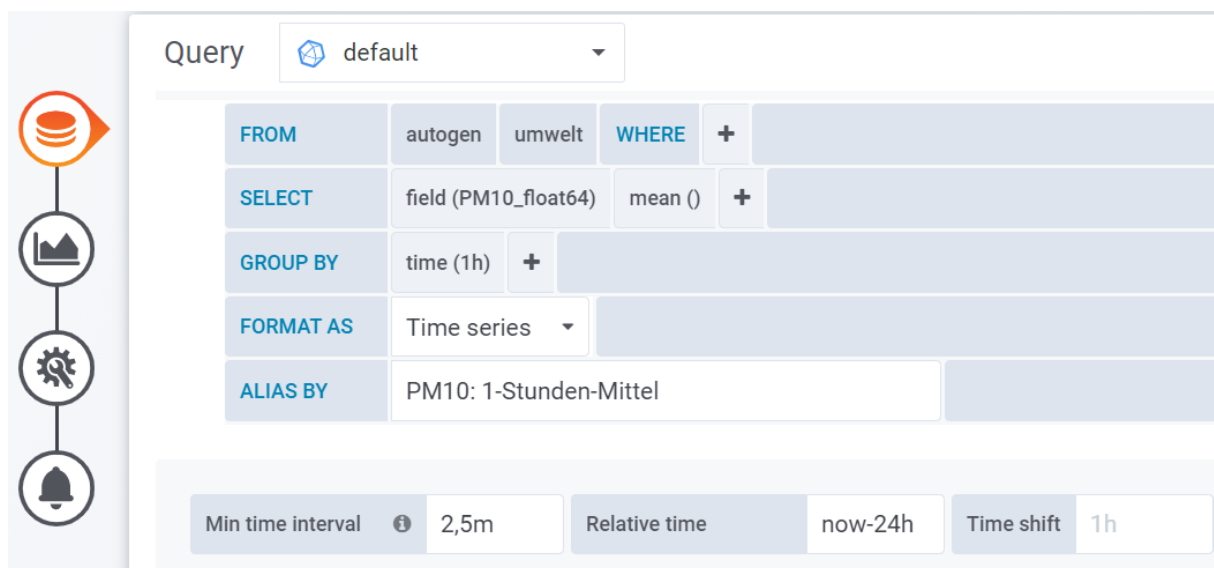 Query default
FROM autogen umwelt WHERE +
SELECT field (PM10_float64) mean () +
GROUP BY time (1h) +
FORMAT AS Time series
ALIAS BY PM10: 1-Stunden-Mittel
Min time interval 2,5m Relative time now-24h Time shift 1h